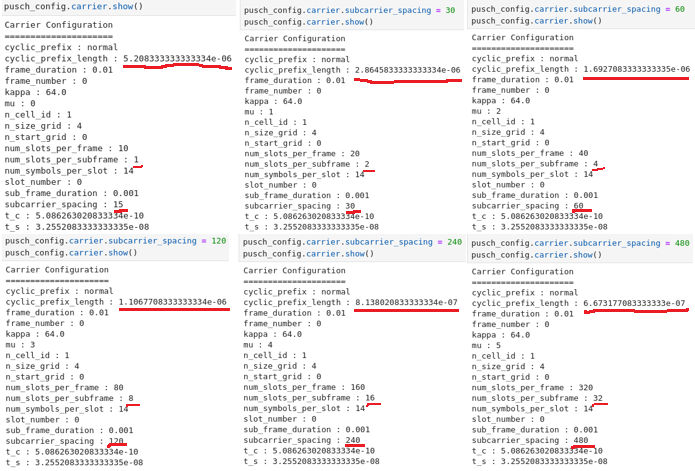 pusch_config.carrier.show()
Carrier Configuration
=====================
cyclic_prefix : normal
cyclic_prefix_length : 5.208333333333334e-06
frame_duration : 0.01
frame_number : 0
kappa : 64.0
mu : 0
n_cell_id : 1
n_size_grid : 4
n_start_grid : 0
num_slots_per_frame : 10
num_slots_per_subframe : 1
num_symbols_per_slot : 14
slot_number : 0
sub_frame_duration : 0.001
subcarrier_spacing : 15
t_c : 5.086263020833334e-10
t_s : 3.2552083333333335e-08
pusch_config.carrier.subcarrier_spacing = 30
pusch_config.carrier.show()
Carrier Configuration
=====================
cyclic_prefix : normal
cyclic_prefix_length : 2.8645833333333334e-06
frame_duration : 0.01
frame_number : 0
kappa : 64.0
mu : 1
n_cell_id : 1
n_size_grid : 4
n_start_grid : 0
num_slots_per_frame : 20
num_slots_per_subframe : 2
num_symbols_per_slot : 14
slot_number : 0
sub_frame_duration : 0.001
subcarrier_spacing : 30
t_c : 5.086263020833334e-10
t_s : 3.2552083333333335e-08
pusch_config.carrier.subcarrier_spacing = 60
pusch_config.carrier.show()
Carrier Configuration
=====================
cyclic_prefix : normal
cyclic_prefix_length : 1.6927083333333335e-06
frame_duration : 0.01
frame_number : 0
kappa : 64.0
mu : 2
n_cell_id : 1
n_size_grid : 4
n_start_grid : 0
num_slots_per_frame : 40
num_slots_per_subframe : 4
num_symbols_per_slot : 14
slot_number : 0
sub_frame_duration : 0.001
subcarrier_spacing : 60
t_c : 5.086263020833334e-10
t_s : 3.2552083333333335e-08
pusch_config.carrier.subcarrier_spacing = 120
pusch_config.carrier.show()
Carrier Configuration
=====================
cyclic_prefix : normal
cyclic_prefix_length : 1.1067708333333334e-06
frame_duration : 0.01
frame_number : 0
kappa : 64.0
mu : 3
n_cell_id : 1
n_size_grid : 4
n_start_grid : 0
num_slots_per_frame : 80
num_slots_per_subframe : 8
num_symbols_per_slot : 14
slot_number : 0
sub_frame_duration : 0.001
subcarrier_spacing : 120
t_c : 5.086263020833334e-10
t_s : 3.2552083333333335e-08
pusch_config.carrier.subcarrier_spacing = 240
pusch_config.carrier.show()
Carrier Configuration
=====================
cyclic_prefix : normal
cyclic_prefix_length : 8.138020833333334e-07
frame_duration : 0.01
frame_number : 0
kappa : 64.0
mu : 4
n_cell_id : 1
n_size_grid : 4
n_start_grid : 0
num_slots_per_frame : 160
num_slots_per_subframe : 16
num_symbols_per_slot : 14
slot_number : 0
sub_frame_duration : 0.001
subcarrier_spacing : 240
t_c : 5.086263020833334e-10
t_s : 3.2552083333333335e-08
pusch_config.carrier.subcarrier_spacing = 480
pusch_config.carrier.show()
Carrier Configuration
=====================
cyclic_prefix : normal
cyclic_prefix_length : 6.673177083333333e-07
frame_duration : 0.01
frame_number : 0
kappa : 64.0
mu : 5
n_cell_id : 1
n_size_grid : 4
n_start_grid : 0
num_slots_per_frame : 320
num_slots_per_subframe : 32
num_symbols_per_slot : 14
slot_number : 0
sub_frame_duration : 0.001
subcarrier_spacing : 480
t_c : 5.086263020833334e-10
t_s : 3.2552083333333335e-08